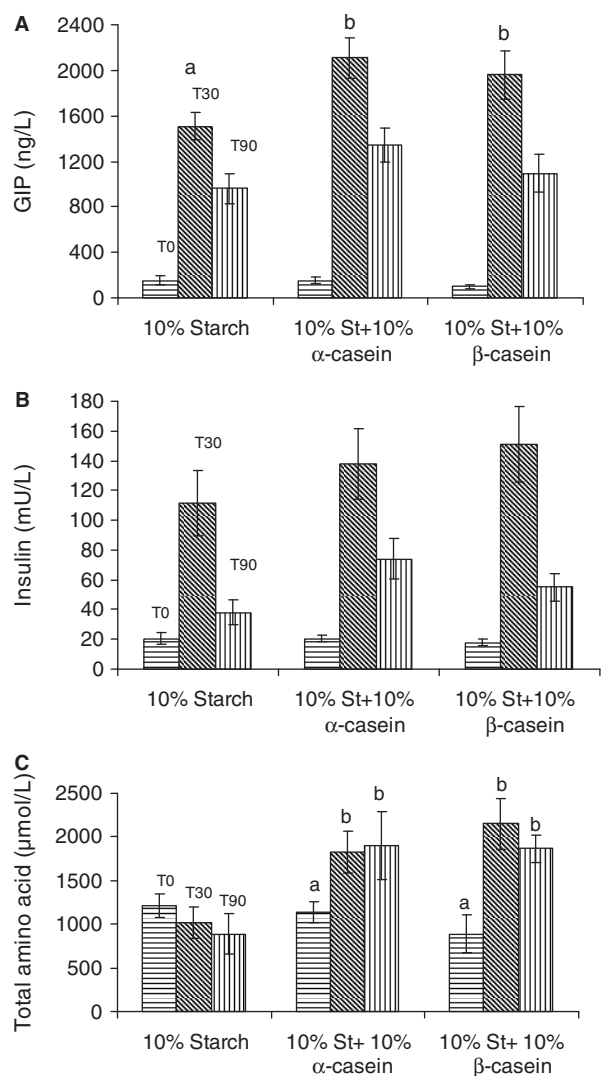 A
GIP (ng/L)
2400
2000
1600
1200
800
400
0
a
b
b
T30
T90
T0
10% Starch
10% St+10%
α-casein
10% St+10%
β-casein
B
Insulin (mU/L)
180
160
140
120
100
80
60
40
20
0
T30
T90
T0
10% Starch
10% St+10%
α-casein
10% St+10%
β-casein
C
Total amino acid (µmol/L)
2500
2000
1500
1000
500
0
T0
T30
T90
a
b
b
a
b
b
10% Starch
10% St+ 10%
α-casein
10% St+ 10%
β-casein